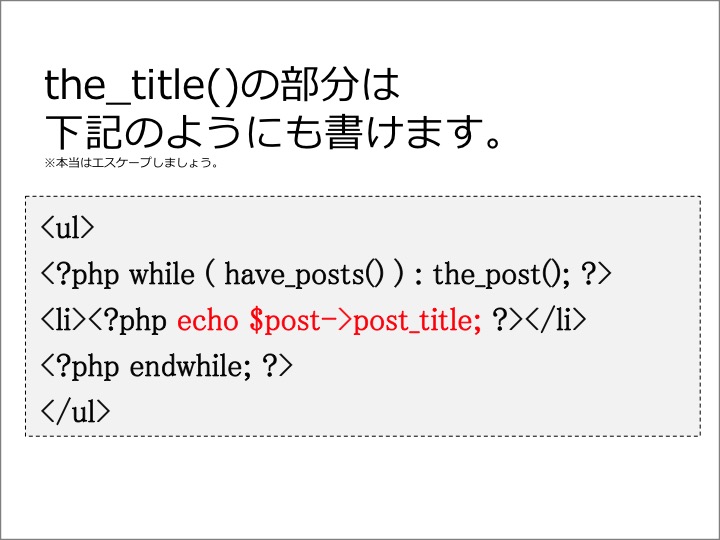 the_title()の部分は
下記のようにも書けます。
※本当はエスケープしましょう。
<ul>
<?php while ( have_posts() ) : the_post(); ?>
<li><?php echo $post->post_title; ?></li>
<?php endwhile; ?>
</ul>